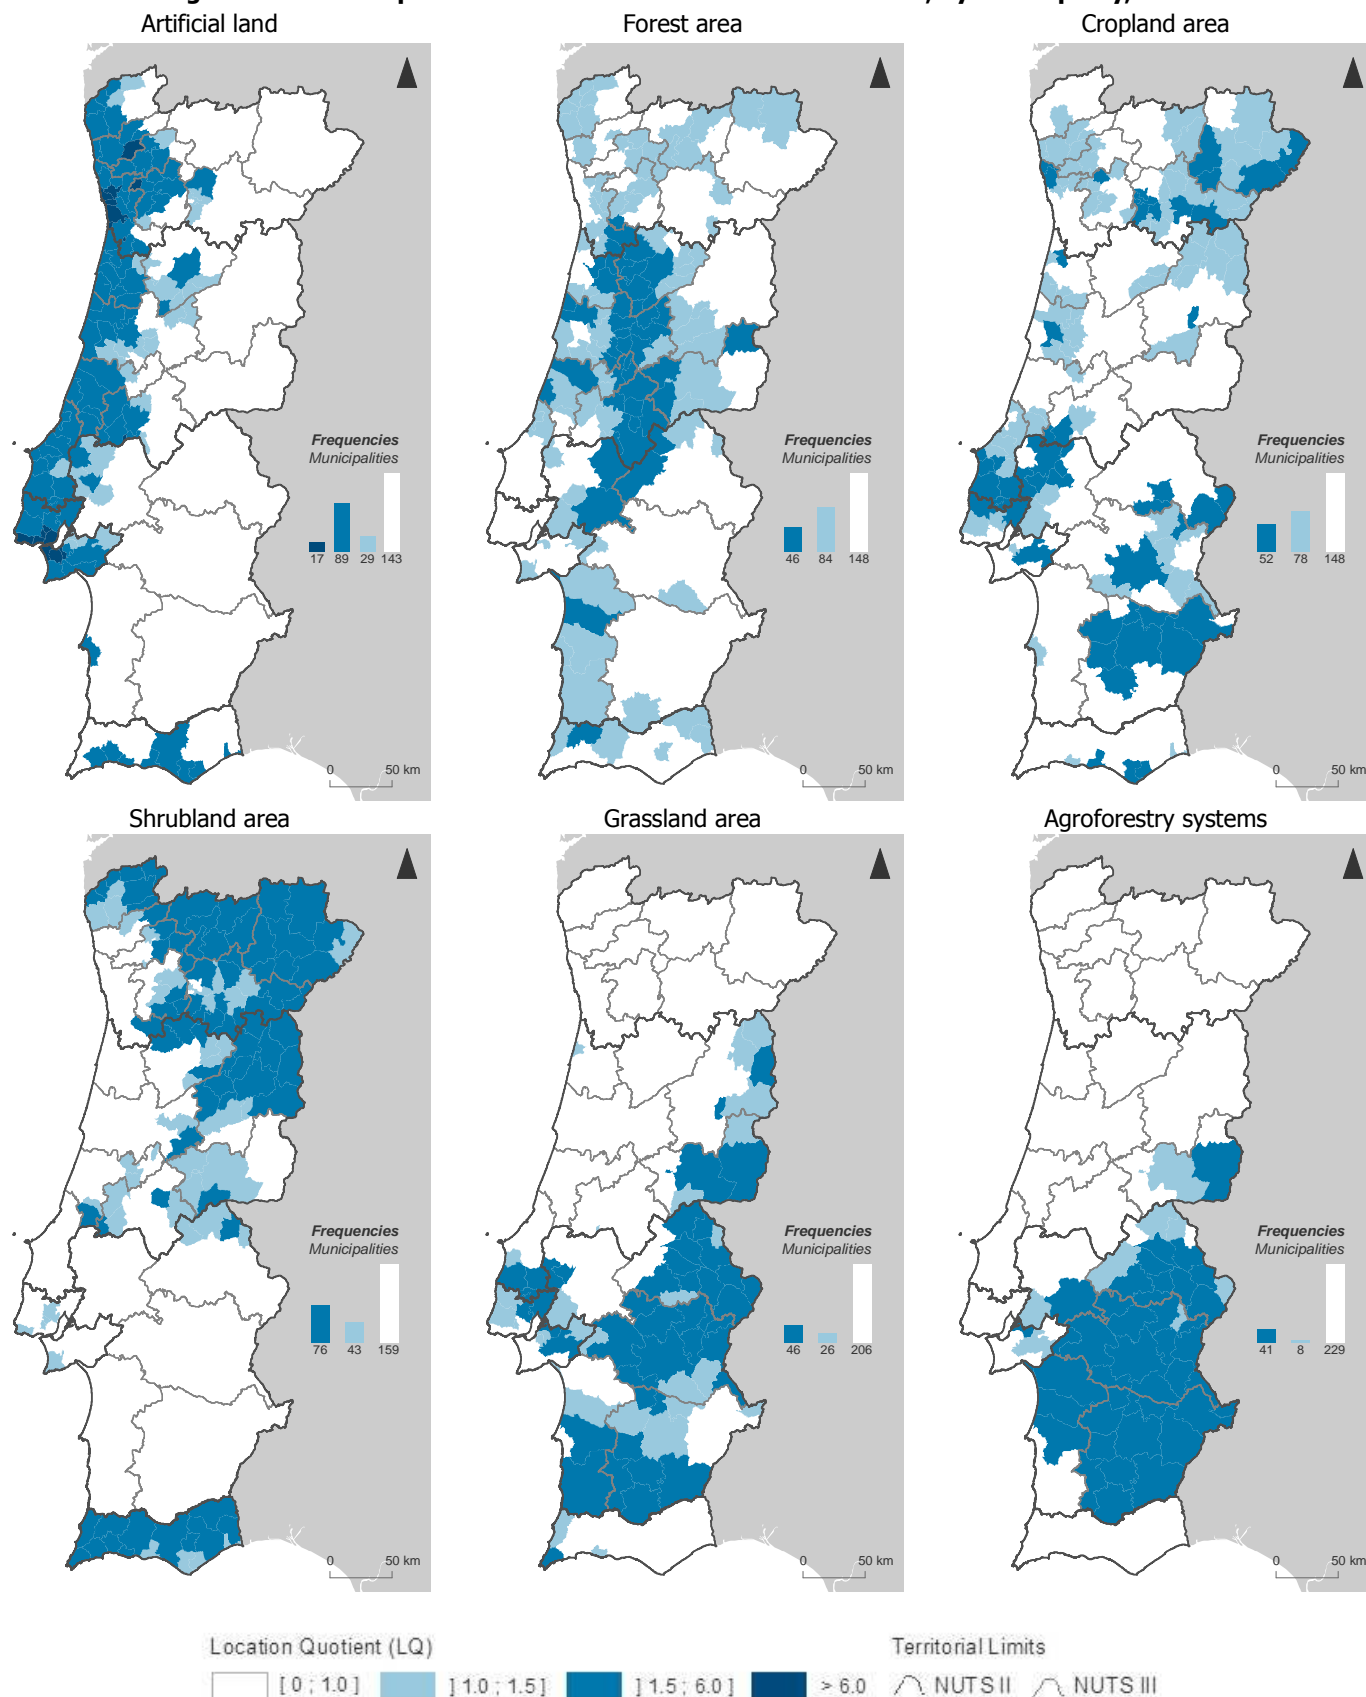 Artificial land
Forest area
Cropland area
Frequencies
Municipalities
17 89 29 143
0 50 km
Frequencies
Municipalities
46 84 148
0 50 km
Frequencies
Municipalities
52 78 148
0 50 km
Shrubland area
Grassland area
Agroforestry systems
Frequencies
Municipalities
76 43 159
0 50 km
Frequencies
Municipalities
46 26 206
0 50 km
Frequencies
Municipalities
41 8 229
0 50 km
Location Quotient (LQ)
Territorial Limits
[ 0 ; 1.0 ] ] 1.0 ; 1.5 ] ] 1.5 ; 6.0 ] > 6.0 NUTS II NUTS III